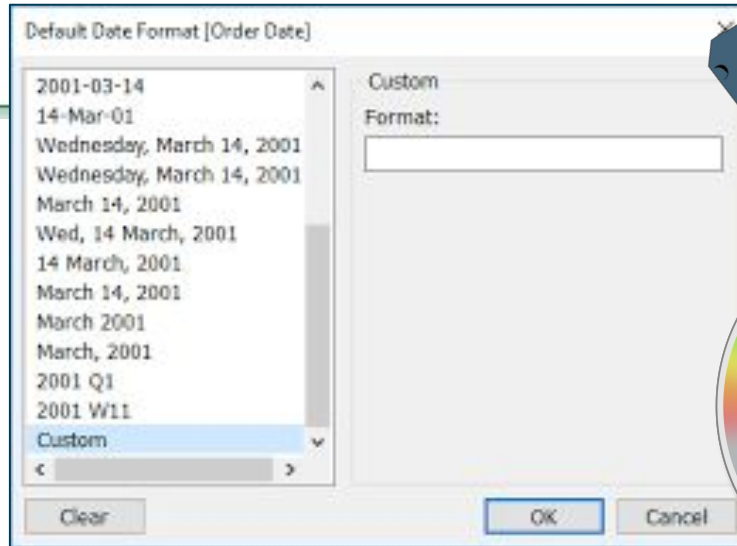 Default Date Format [Order Date]
2001-03-14
14-Mar-01
Wednesday, March 14, 2001
Wednesday, March 14, 2001
March 14, 2001
Wed, 14 March, 2001
14 March, 2001
March 14, 2001
March 2001
March, 2001
2001 Q1
2001 W11
Custom
Custom
Format:
Clear
OK
Cancel